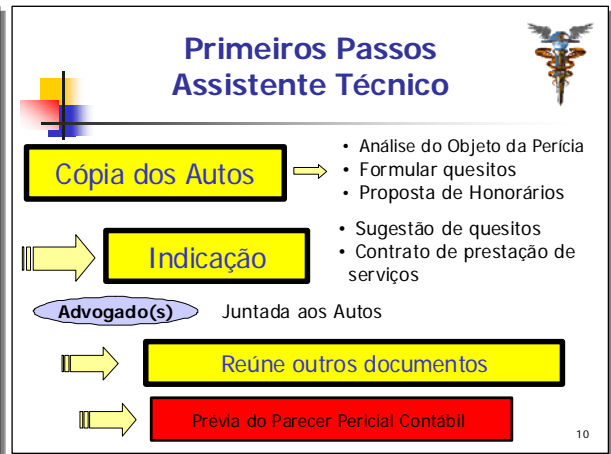 Primeiros Passos
Assistente Técnico
Cópia dos Autos
• Análise do Objeto da Perícia
• Formular quesitos
• Proposta de Honorários
Indicação
• Sugestão de quesitos
• Contrato de prestação de
serviços
Advogado(s)
Juntada aos Autos
Reúne outros documentos
Prévia do Parecer Pericial Contábil
10